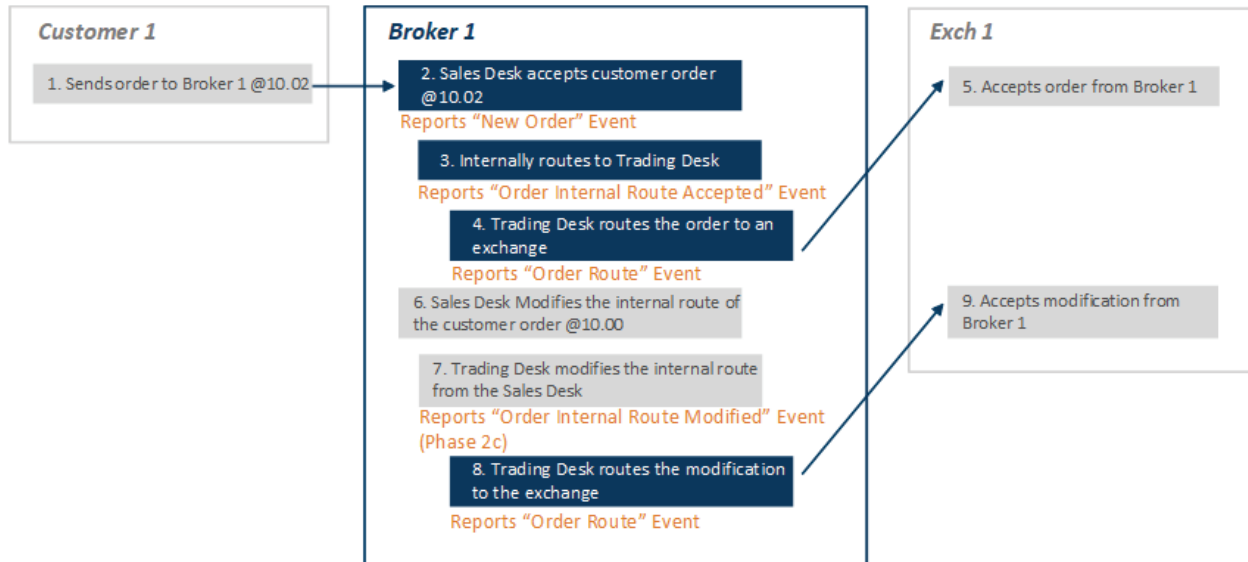 Customer 1
1. Sends order to Broker 1 @10.02
Broker 1
2. Sales Desk accepts customer order
@10.02
Reports “New Order” Event
3. Internally routes to Trading Desk
Reports “Order Internal Route Accepted” Event
4. Trading Desk routes the order to an
exchange
Reports “Order Route” Event
6. Sales Desk Modifies the internal route of
the customer order @10.00
7. Trading Desk modifies the internal route
from the Sales Desk
Reports “Order Internal Route Modified” Event
(Phase 2c)
8. Trading Desk routes the modification
to the exchange
Reports “Order Route” Event
Exch 1
5. Accepts order from Broker 1
9. Accepts modification from
Broker 1